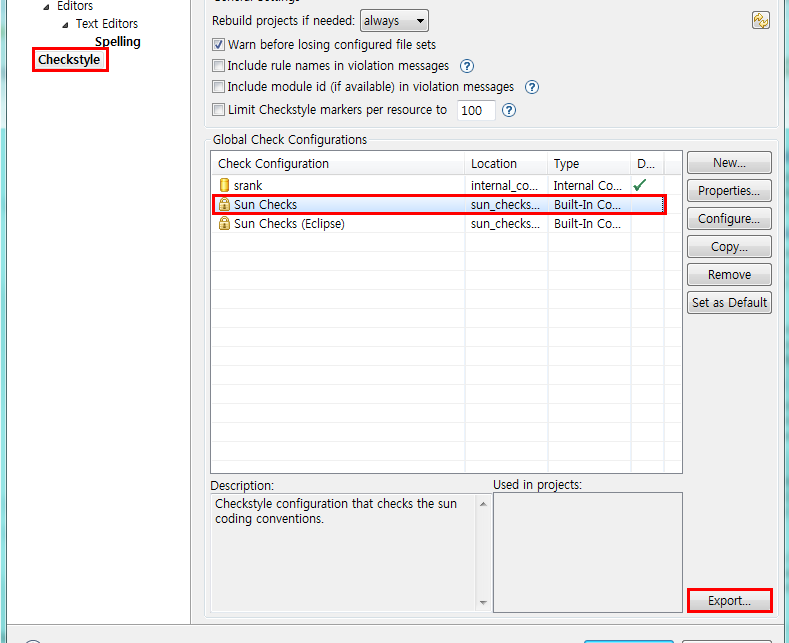 Editors
Text Editors
Spelling
Checkstyle
General Settings
Rebuild projects if needed: always
Warn before losing configured file sets
Include rule names in violation messages
Include module id (if available) in violation messages
Limit Checkstyle markers per resource to 100
Global Check Configurations
Check Configuration Location Type D...
srank internal_co... Internal Co...
Sun Checks sun_checks... Built-In Co...
Sun Checks (Eclipse) sun_checks... Built-In Co...
New...
Properties...
Configure...
Copy...
Remove
Set as Default
Description:
Checkstyle configuration that checks the sun
coding conventions.
Used in projects:
Export...